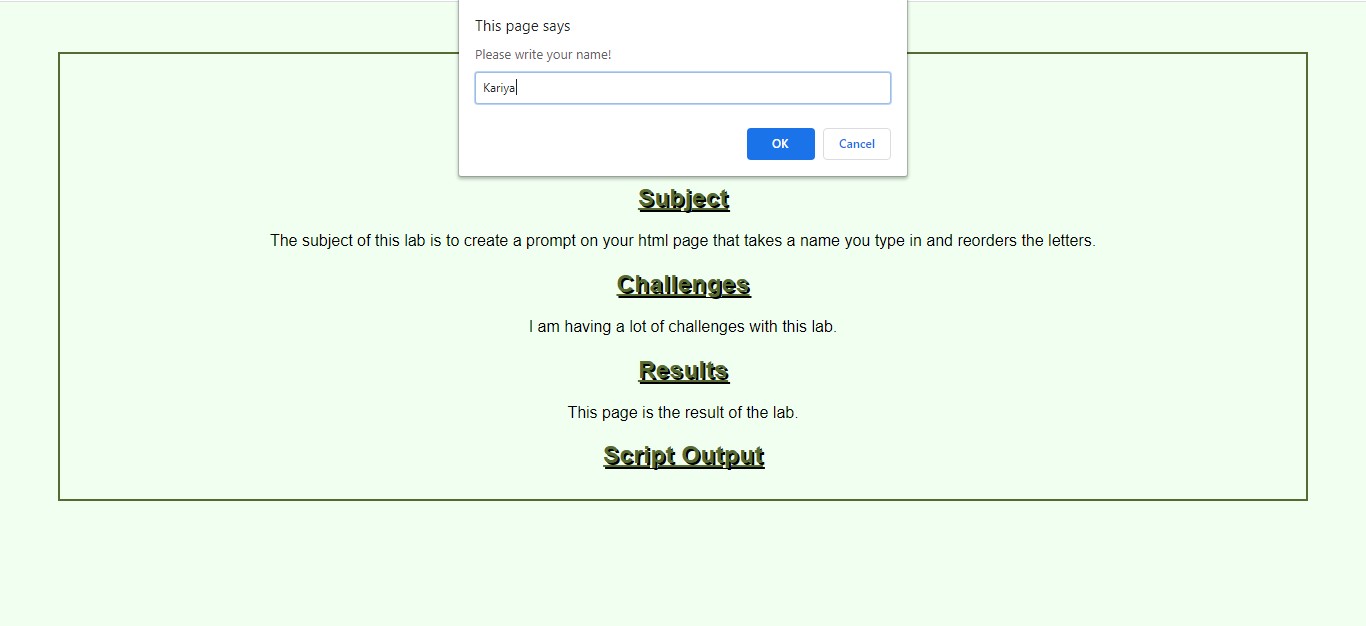 This page says
Please write your name!
Kariya
OK Cancel
Subject
The subject of this lab is to create a prompt on your html page that takes a name you type in and reorders the letters.
Challenges
I am having a lot of challenges with this lab.
Results
This page is the result of the lab.
Script Output